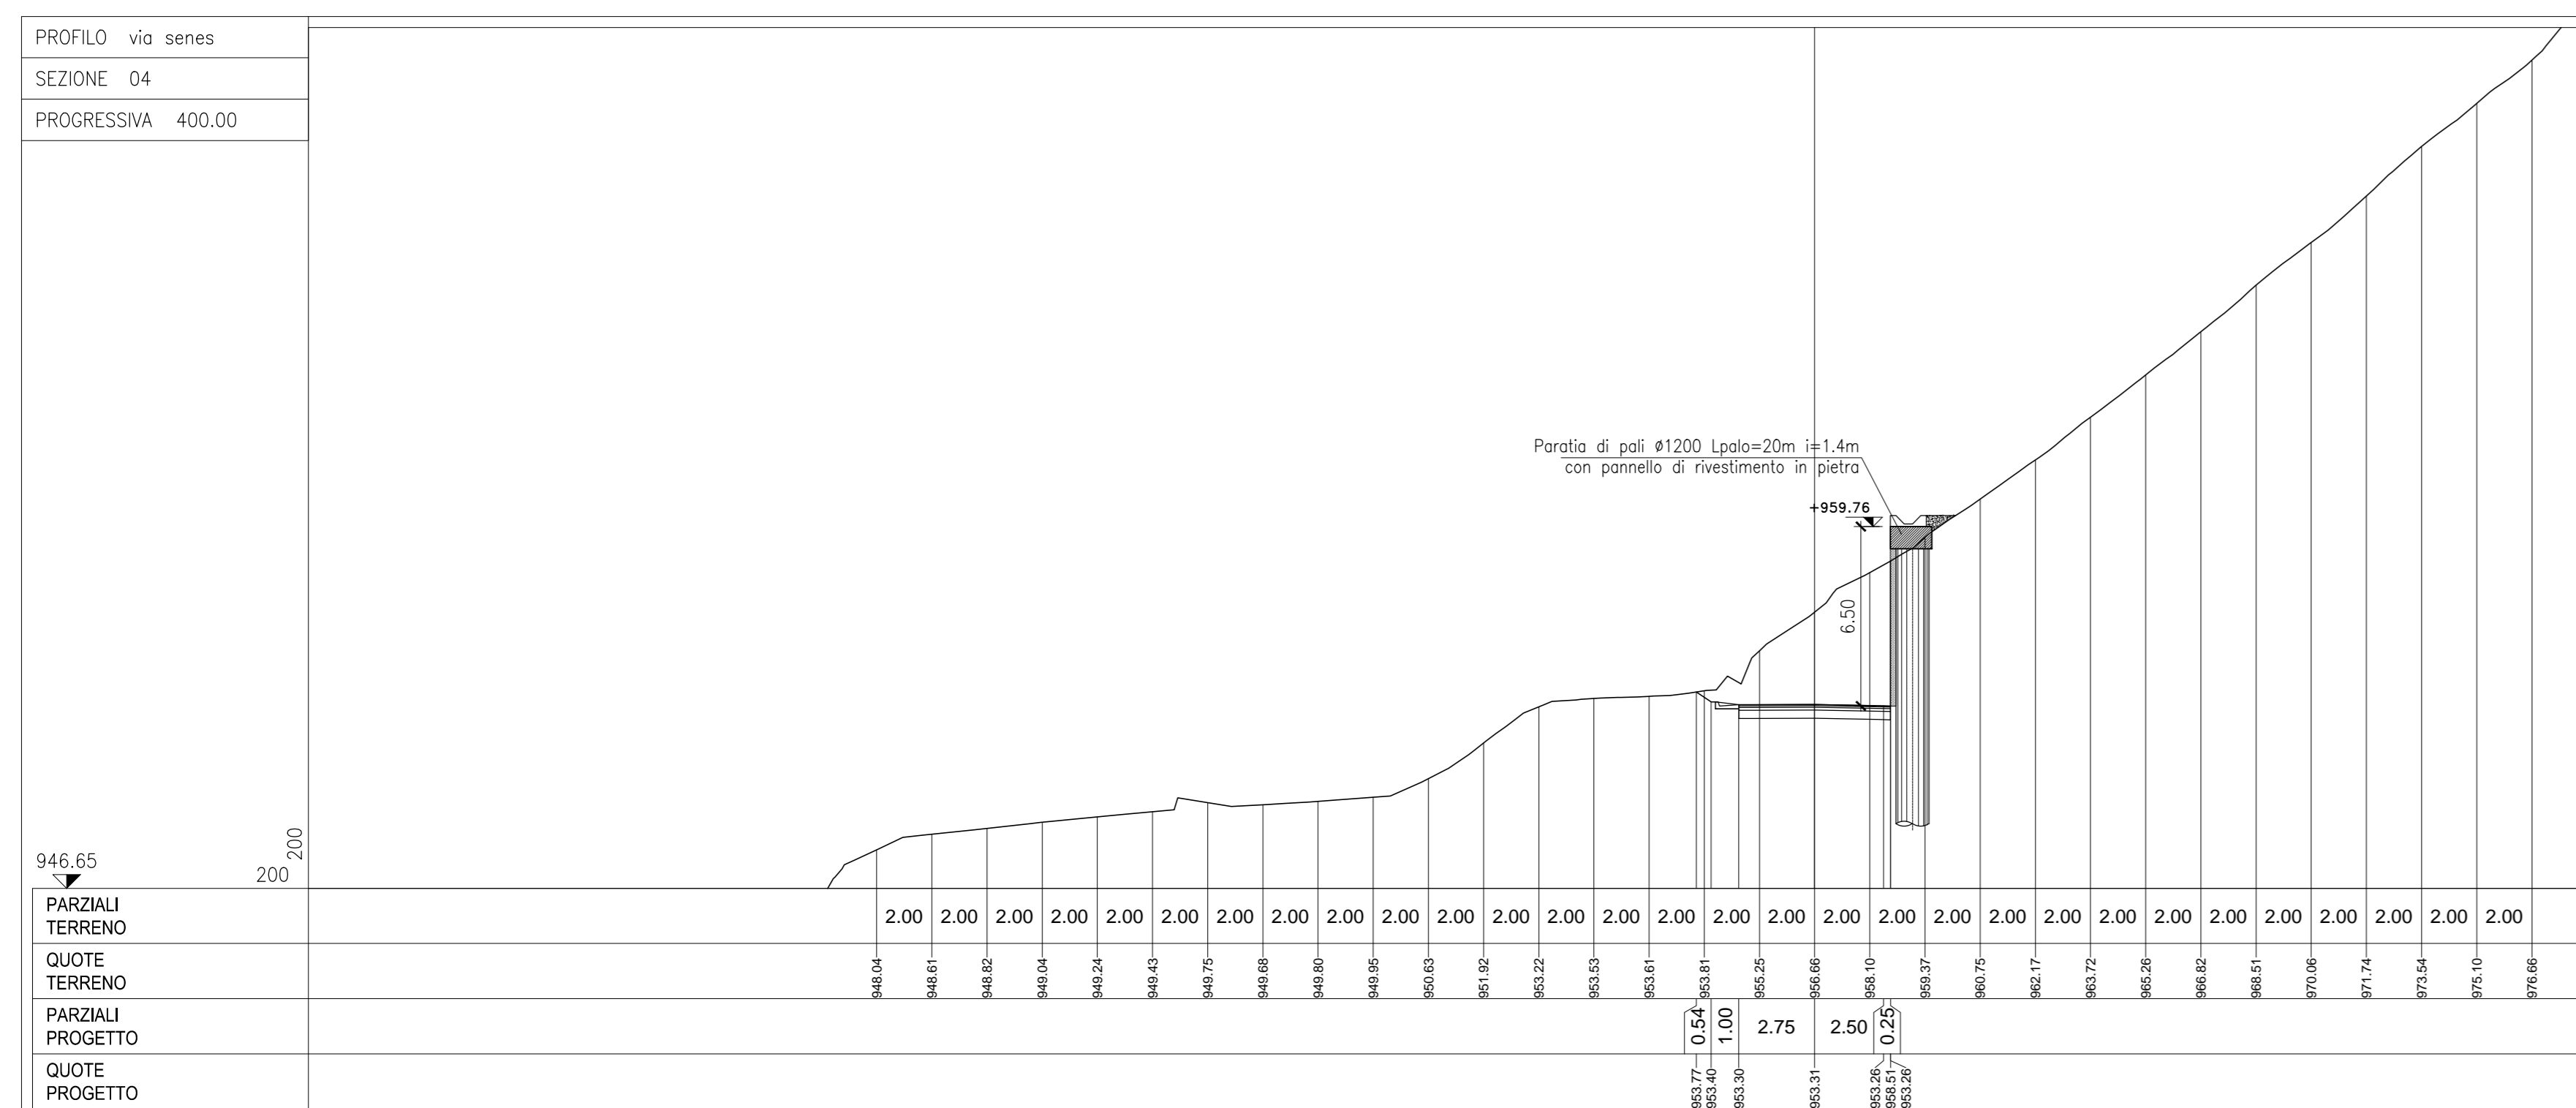 PROFILO via senes
SEZIONE 04
PROGRESSIVA 400.00
Paratia di pali ø1200 Lpalo=20m i=1.4m
con pannello di rivestimento in pietra
+959.76
6.50
946.65
200
200
PARZIALI
TERRENO
2.00 2.00 2.00 2.00 2.00 2.00 2.00 2.00 2.00 2.00 2.00 2.00 2.00 2.00 2.00 2.00 2.00 2.00 2.00 2.00 2.00 2.00 2.00 2.00 2.00 2.00 2.00 2.00 2.00 2.00
QUOTE
TERRENO
948.04 948.61 948.82 949.04 949.24 949.43 949.75 949.68 949.80 949.95 950.63 951.92 953.22 953.53 953.61 953.81 955.25 956.66 958.10 959.37 960.75 962.17 963.72 965.26 966.82 968.51 970.06 971.74 973.54 975.10 976.66
PARZIALI
PROGETTO
0.54 1.00 2.75 2.50 0.25
QUOTE
PROGETTO
953.77 953.40 953.30 953.31 953.26 958.51 953.26